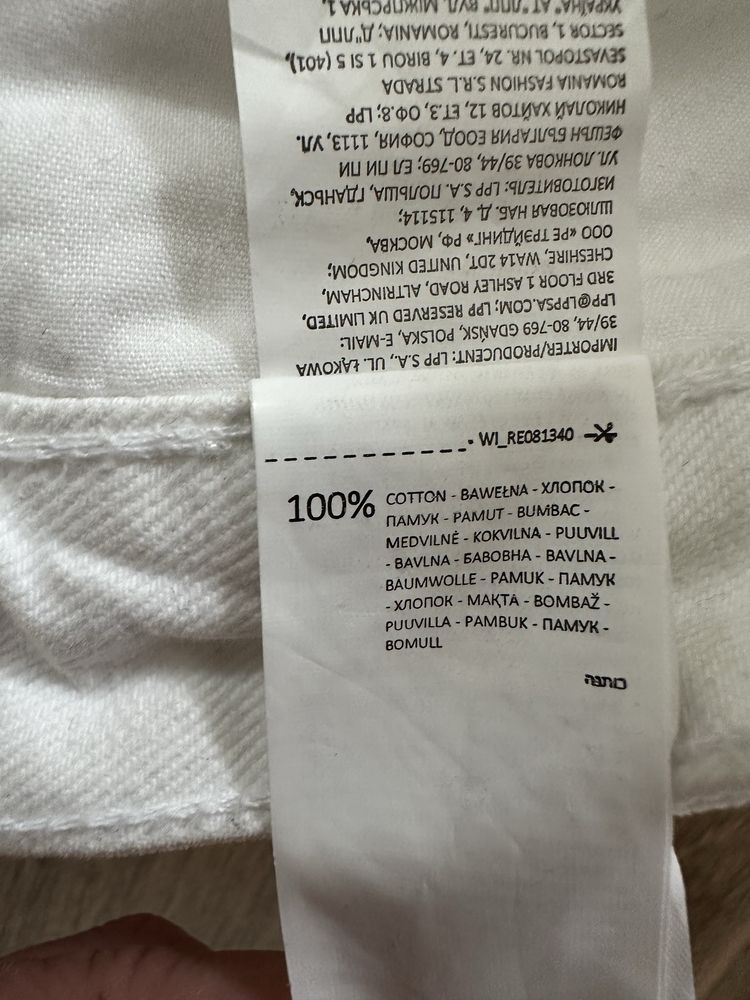 IMPORTER/PRODUCENT: LPP S.A., UL. ŁĄKOWA
39/44, 80-769 GDAŃSK, POLSKA, E-MAIL:
LPP@LPPSA.COM; LPP RESERVED UK LIMITED,
3RD FLOOR 1 ASHLEY ROAD, ALTRINCHAM,
CHESHIRE, WA14 2DT, UNITED KINGDOM;
ООО «РЕ ТРЭЙДИНГ» РФ, МОСКВА,
ШЛЮЗОВАЯ НАБ. Д. 4, 115114;
ИЗГОТОВИТЕЛЬ: LPP S.A. ПОЛЬША, ГДАНЬСК,
УЛ. ЛОНКОВА 39/44, 80-769; ЕЛ ПИ ПИ
ФЕШЪН БЪЛГАРИЯ ЕООД, СОФИЯ, 1113, УЛ.
НИКОЛАЙ ХАЙТОВ 12, ЕТ.3, ОФ.8; LPP
ROMANIA FASHION S.R.L. STRADA
SEVASTOPOL NR. 24, ET. 4, BIROU 1 SI 5 (401),
SECTOR 1, BUCURESTI, ROMANIA; Д"ЛПП
УКРАЇНА" АТ "ЛПП" ВУЛ.
WI_RE081340
100% COTTON - BAWEŁNA - ХЛОПОК -
ПАМУК - PAMUT - BUMBAC -
MEDVILNĖ - KOKVILNA - PUUVILL
- BAVLNA - БАВОВНА - BAVLNA -
BAUMWOLLE - PAMUK - ПАМУК
- ХЛОПОК - МАҚТА - BOMBAŽ -
PUUVILLA - PAMBUK - ПАМУК -
BOMULL
כותנה